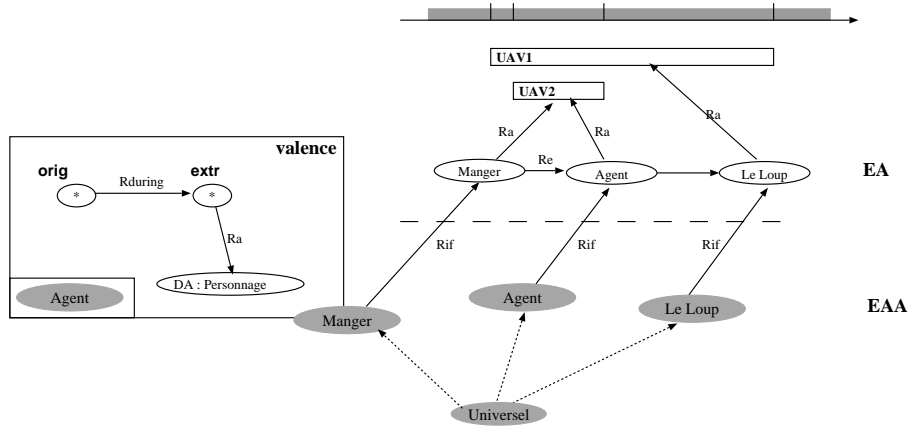 UAV1
UAV2
valence
orig
extr
Rduring
*
*
Ra
DA : Personnage
Agent
Ra
Ra
Ra
Manger
Re
Agent
Le Loup
EA
Rif
Rif
Rif
Manger
Agent
Le Loup
EAA
Universel